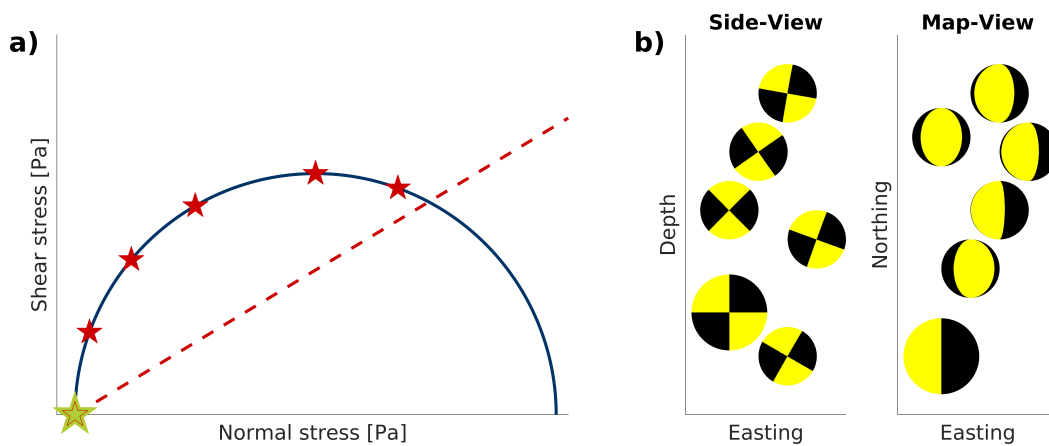 a)
Shear stress [Pa]
Normal stress [Pa]
b)
Side-View
Depth
Easting
Map-View
Northing
Easting